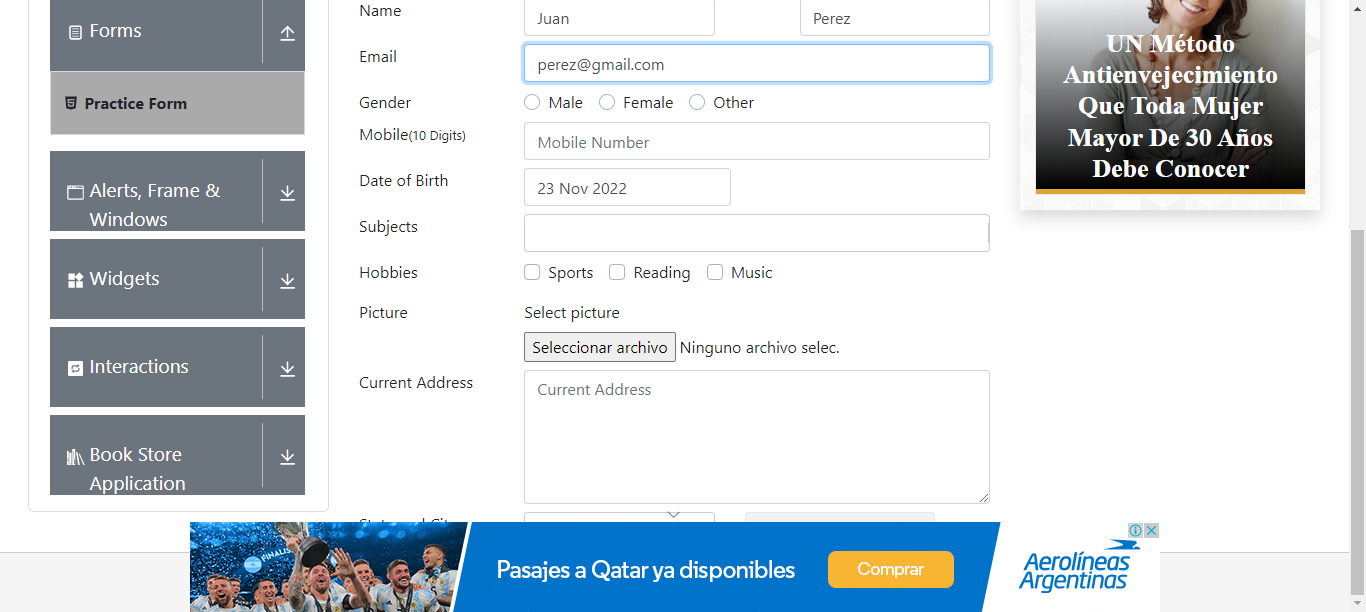 Forms
Practice Form
Alerts, Frame &
Windows
Widgets
Interactions
Book Store
Application
Name
Juan
Perez
Email
perez@gmail.com
Gender
Male
Female
Other
Mobile(10 Digits)
Mobile Number
Date of Birth
23 Nov 2022
Subjects
Hobbies
Sports
Reading
Music
Picture
Select picture
Seleccionar archivo
Ninguno archivo selec.
Current Address
Current Address
State and City
UN Método
Antienvejecimiento
Que Toda Mujer
Mayor De 30 Años
Debe Conocer
Pasajes a Qatar ya disponibles
Comprar
Aerolíneas
Argentinas